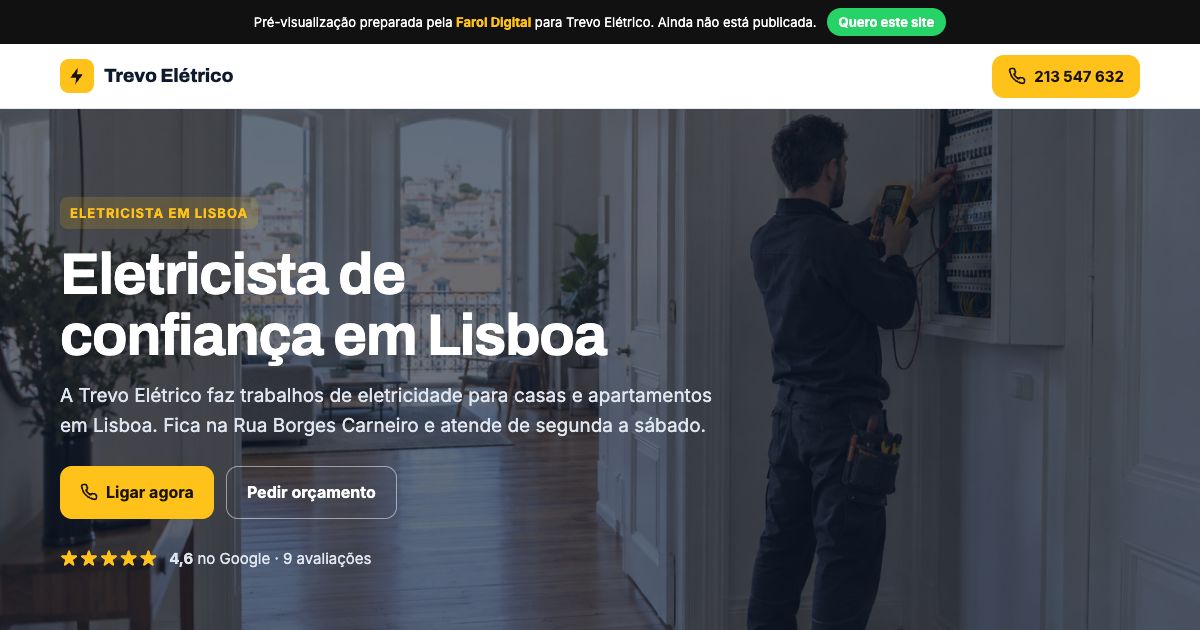 Pré-visualização preparada pela Farol Digital para Trevo Elétrico. Ainda não está publicada. Quero este site
Trevo Elétrico
213 547 632
ELETRICISTA EM LISBOA
Eletricista de
confiança em Lisboa
A Trevo Elétrico faz trabalhos de eletricidade para casas e apartamentos
em Lisboa. Fica na Rua Borges Carneiro e atende de segunda a sábado.
Ligar agora
Pedir orçamento
4,6 no Google · 9 avaliações